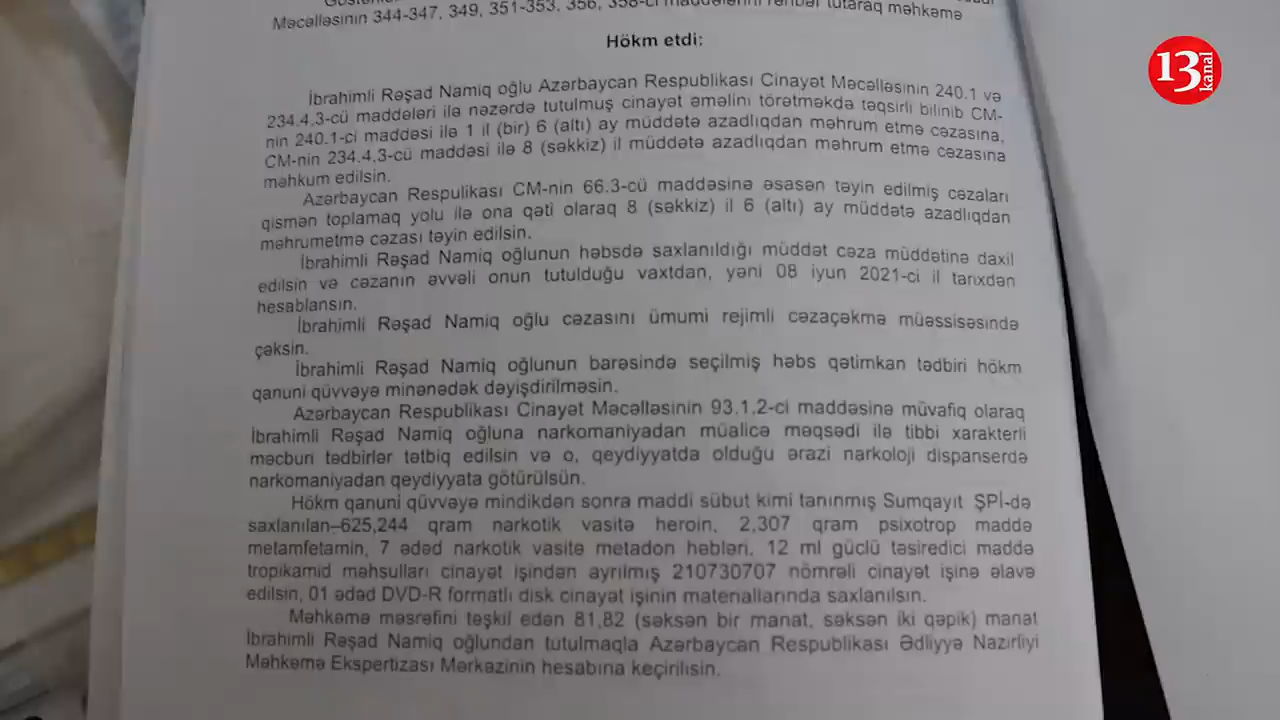 Məcəlləsinin 344-347, 349, 351-353, 356, 358-ci maddələrini rəhbər tutaraq məhkəmə
Hökm etdi:
İbrahimli Rəşad Namiq oğlu Azərbaycan Respublikası Cinayət Məcəlləsinin 240.1 və
234.4,3-cü maddələri ilə nəzərdə tutulmuş cinayət əməlini törətməkdə təqsirli bilinib CM-
nin 240.1-ci maddəsi ilə 1 il (bir) 6 (altı) ay müddətə azadlıqdan məhrum etmə cəzasına,
CM-nin 234.4,3-cü maddəsi ilə 8 (səkkiz) il müddətə azadlıqdan məhrum etmə cəzasına
məhkum edilsin.
Azərbaycan Respulikası CM-nin 66.3-cü maddəsinə əsasən təyin edilmiş cəzaları
qismən toplamaq yolu ilə ona qəti olaraq 8 (səkkiz) il 6 (altı) ay müddətə azadlıqdan
məhrumetmə cəzası təyin edilsin.
İbrahimli Rəşad Namiq oğlunun həbsdə saxlanıldığı müddət cəza müddətinə daxil
edilsin və cəzanın əvvəli onun tutulduğu vaxtdan, yəni 08 iyun 2021-ci il tarixdən
hesablansın.
İbrahimli Rəşad Namiq oğlu cəzasını ümumi rejimli cəzaçəkmə müəssisəsində
çəksin.
İbrahimli Rəşad Namiq oğlunun barəsində seçilmiş həbs qətimkan tədbiri hökm
qanuni qüvvəyə minənədək dəyişdirilməsin.
Azərbaycan Respublikası Cinayət Məcəlləsinin 93.1,2-ci maddəsinə müvafiq olaraq
İbrahimli Rəşad Namiq oğluna narkomaniyadan müalicə məqsədi ilə tibbi xarakterli
məcburi tədbirlər tətbiq edilsin və o, qeydiyyatda olduğu ərazi narkoloji dispanserdə
narkomaniyadan qeydiyyata götürülsün.
Hökm qanuni qüvvəyə mindikdən sonra maddi sübut kimi tanınmış Sumqayıt ŞPİ-də
saxlanılan–625,244 qram narkotik vasitə heroin, 2,307 qram psixotrop maddə
metamfetamin, 7 ədəd narkotik vasitə metadon həbləri, 12 ml güclü təsiredici maddə
tropikamid məhsulları cinayət işindən ayrılmış 210730707 nömrəli cinayət işinə əlavə
edilsin, 01 ədəd DVD-R formatlı disk cinayət işinin materiallarında saxlanılsın.
Məhkəmə məsrəfini təşkil edən 81,82 (səksən bir manat, səksən iki qəpik) manat
İbrahimli Rəşad Namiq oğlundan tutulmaqla Azərbaycan Respublikası Ədliyyə Nazirliyi
Məhkəmə Ekspertizası Mərkəzinin hesabına keçirilisin.
13 kanal